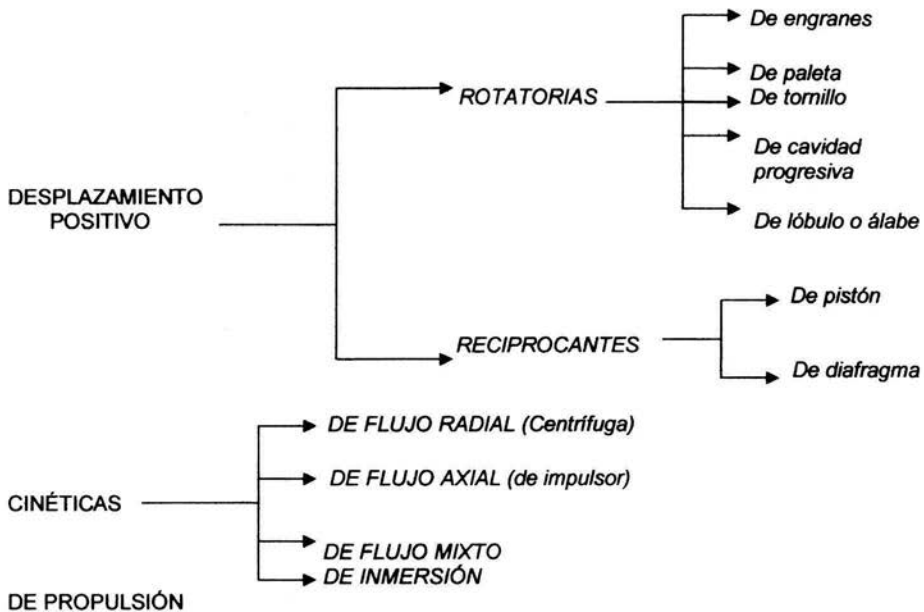 De engranes
De paleta
ROTATORIAS
De tornillo
De cavidad
progresiva
DESPLAZAMIENTO
POSITIVO
De lóbulo o álabe
De pistón
RECIPROCANTES
De diafragma
DE FLUJO RADIAL (Centrífuga)
DE FLUJO AXIAL (de impulsor)
CINÉTICAS
DE FLUJO MIXTO
DE INMERSIÓN
DE PROPULSIÓN